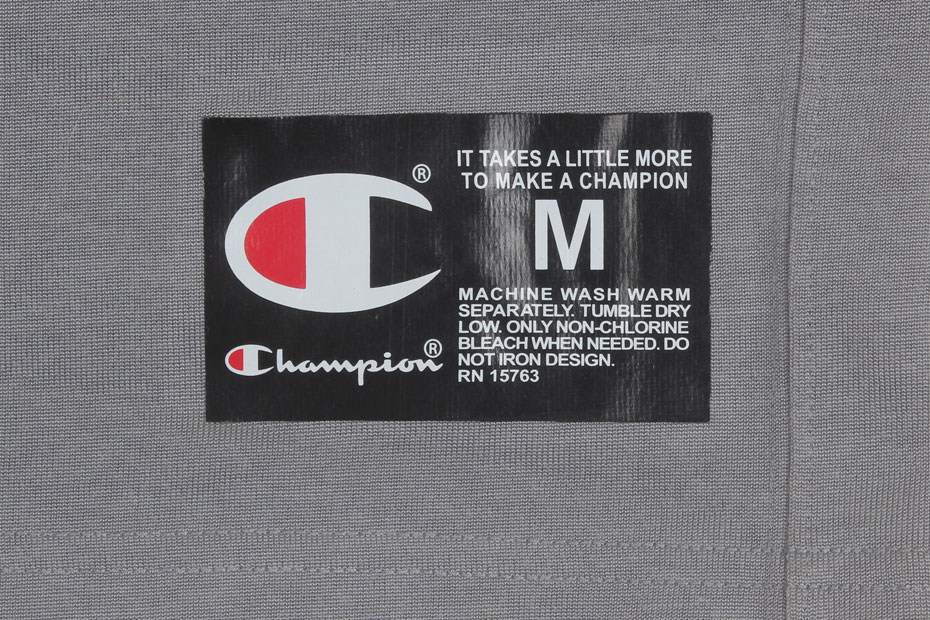 IT TAKES A LITTLE MORE
TO MAKE A CHAMPION
M
MACHINE WASH WARM
SEPARATELY. TUMBLE DRY
LOW. ONLY NON-CHLORINE
BLEACH WHEN NEEDED. DO
NOT IRON DESIGN.
RN 15763
®
Champion®